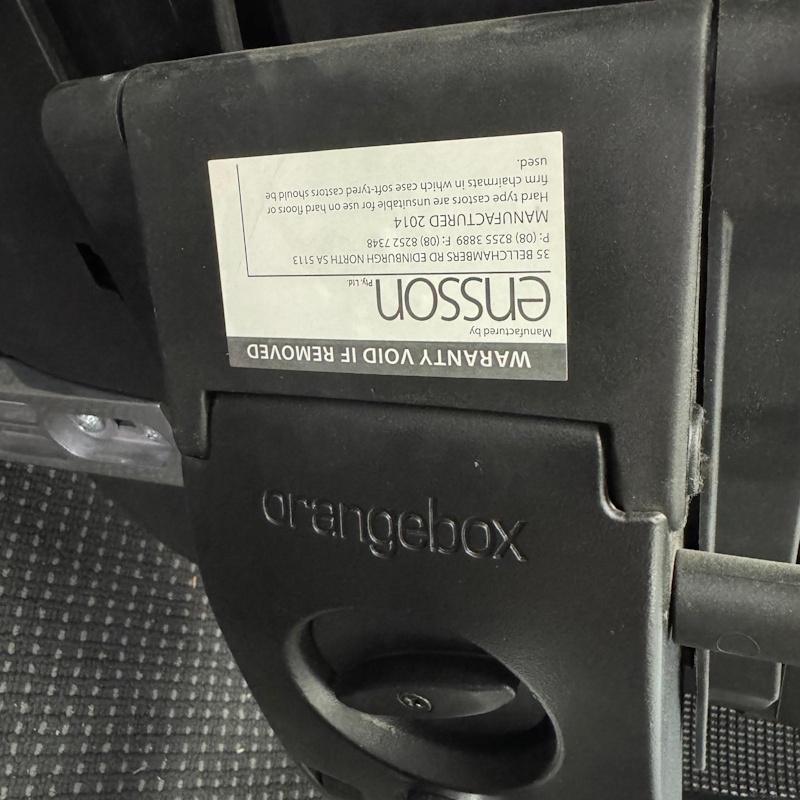 WARRANTY VOID IF REMOVED
Manufactured by
ensson
Pty. Ltd.
35 BELLCHAMBERS RD EDINBURGH NORTH SA 5113
P: (08) 8255 3889 F: (08) 8252 7348
MANUFACTURED 2014
Hard type castors are unsuitable for use on hard floors or
firm chairmats in which case soft-tyred castors should be
used.
orangebox